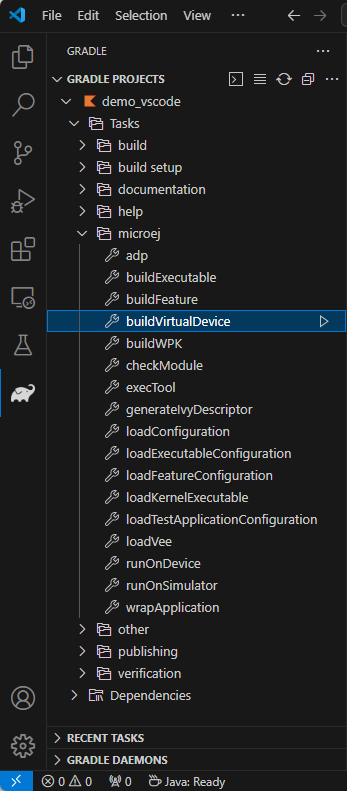 File Edit Selection View ···
GRADLE ···
GRADLE PROJECTS ···
demo_vscode
Tasks
build
build setup
documentation
help
microej
adp
buildExecutable
buildFeature
buildVirtualDevice
buildWPK
checkModule
execTool
generateIvyDescriptor
loadConfiguration
loadExecutableConfiguration
loadFeatureConfiguration
loadKernelExecutable
loadTestApplicationConfiguration
loadVee
runOnDevice
runOnSimulator
wrapApplication
other
publishing
verification
Dependencies
RECENT TASKS
GRADLE DAEMONS
0 0 0 Java: Ready